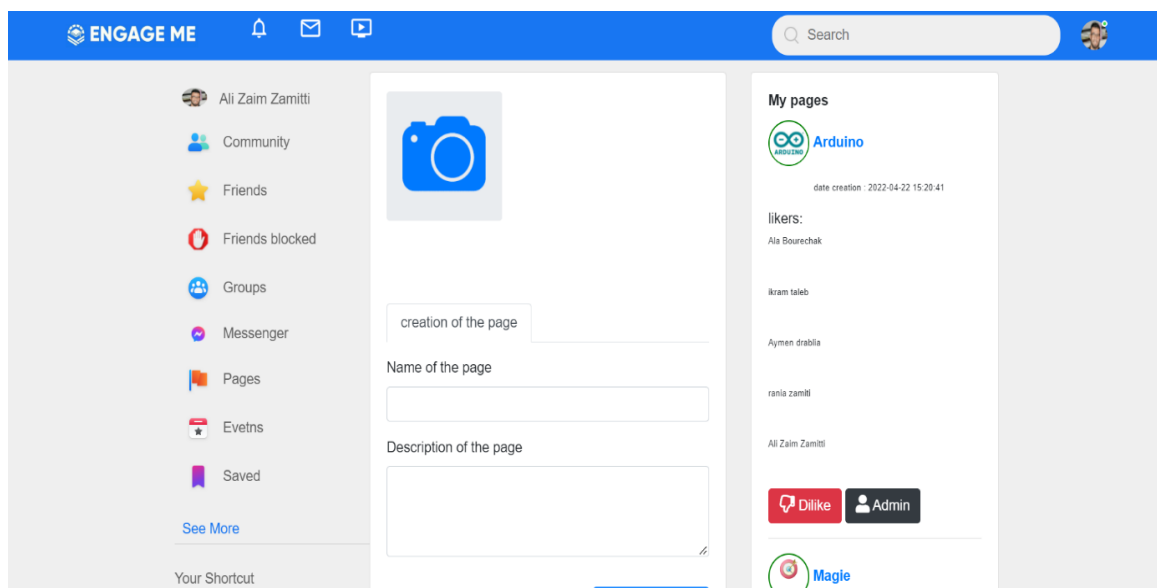 ENGAGE ME
Search
Ali Zaim Zamitti
Community
Friends
Friends blocked
Groups
Messenger
Pages
Evetns
Saved
See More
Your Shortcut
creation of the page
Name of the page
Description of the page
My pages
ARDUINO
Arduino
date creation : 2022-04-22 15:20:41
likers:
Ala Bourechak
ikram taleb
Aymen drablia
rania zamiti
Ali Zaim Zamitti
Dilike
Admin
Magie